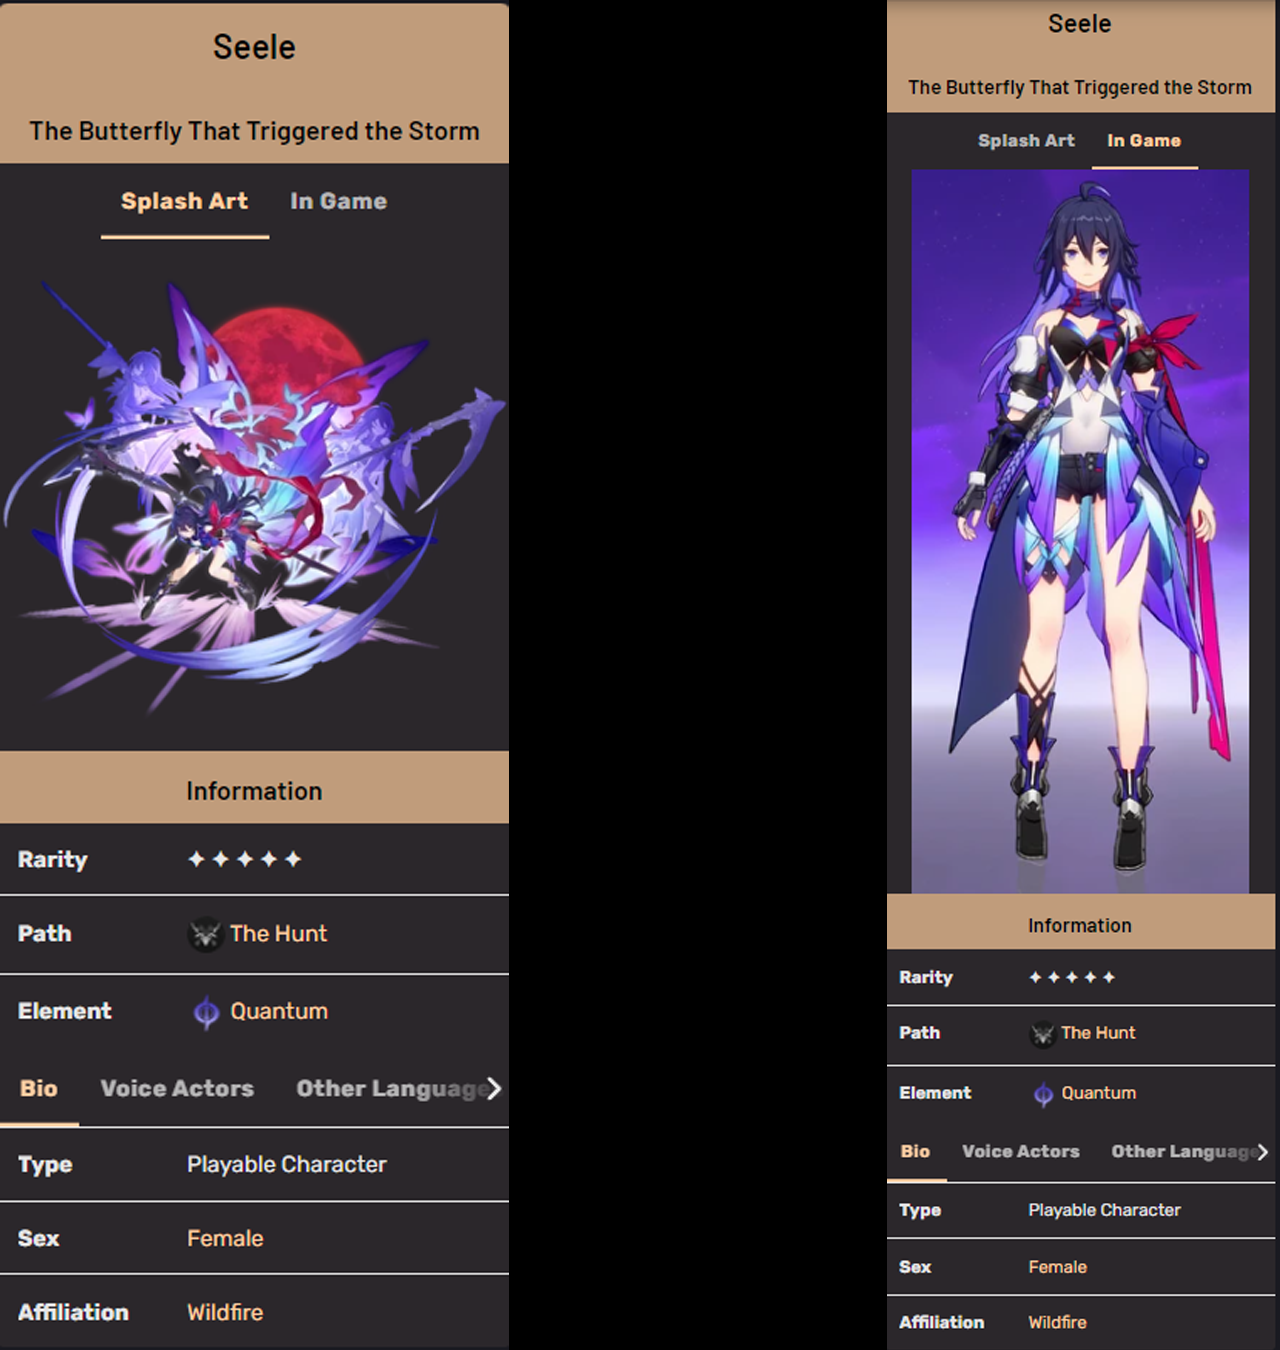 Seele
The Butterfly That Triggered the Storm
Splash Art In Game
Information
Rarity
Path The Hunt
Element Quantum
Bio Voice Actors Other Language
Type Playable Character
Sex Female
Affiliation Wildfire
Seele
The Butterfly That Triggered the Storm
Splash Art In Game
Information
Rarity
Path The Hunt
Element Quantum
Bio Voice Actors Other Language
Type Playable Character
Sex Female
Affiliation Wildfire